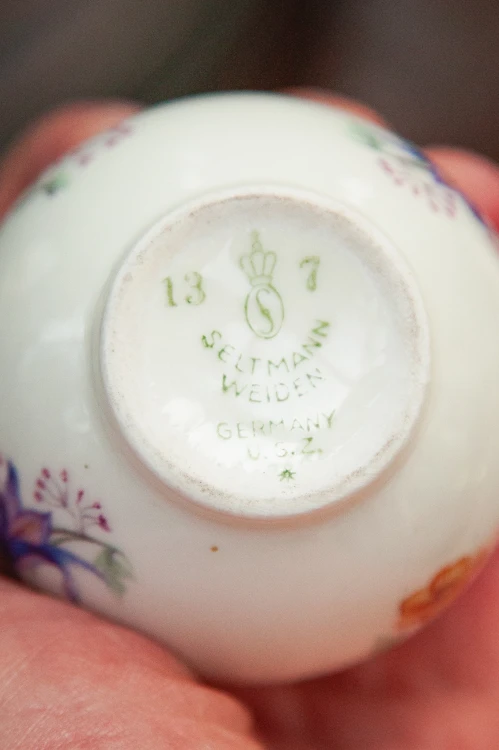 13 S 7
SELTMANN
WEIDEN
GERMANY
U.S.Z.
*